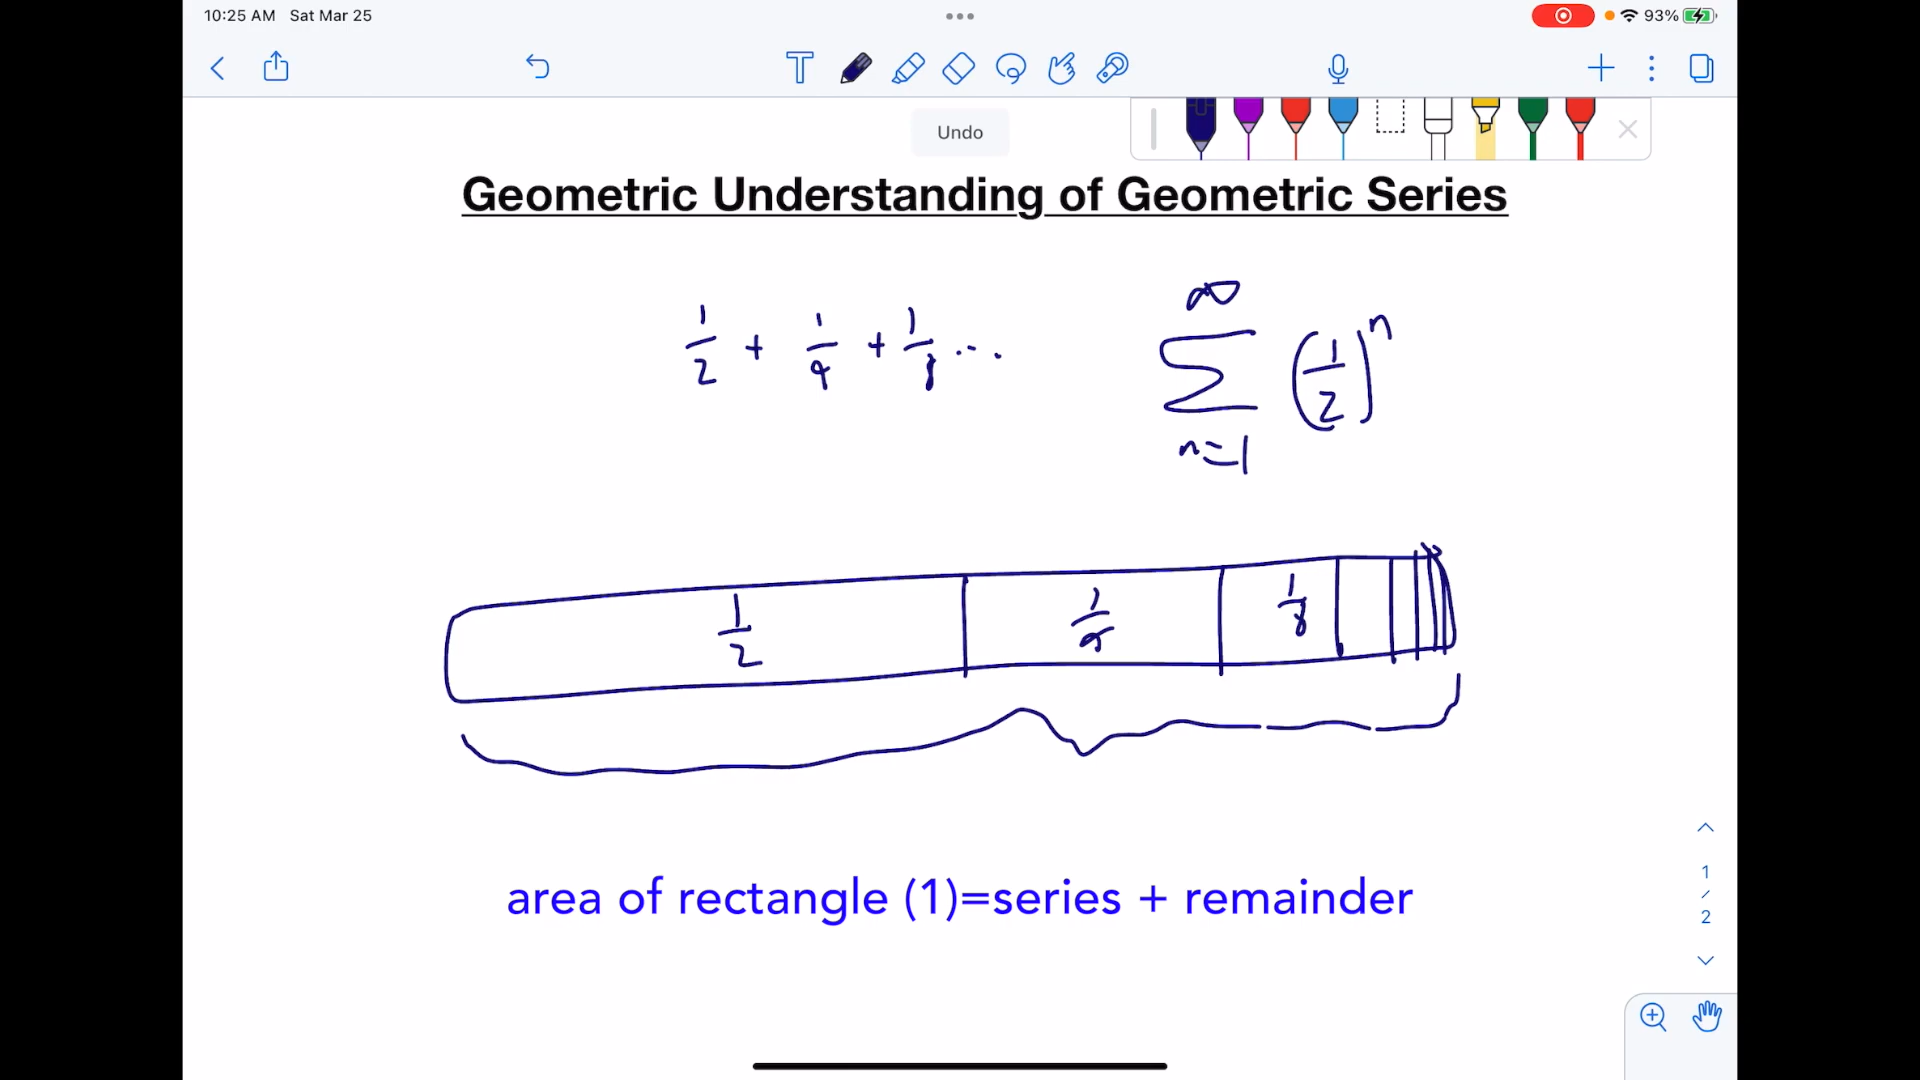 10:25 AM Sat Mar 25
93%
Undo
Geometric Understanding of Geometric Series
1/2 + 1/4 + 1/8 ...
∞
Σ (1/2)^n
n=1
1/2 1/4 1/8
area of rectangle (1)=series + remainder
1
/
2